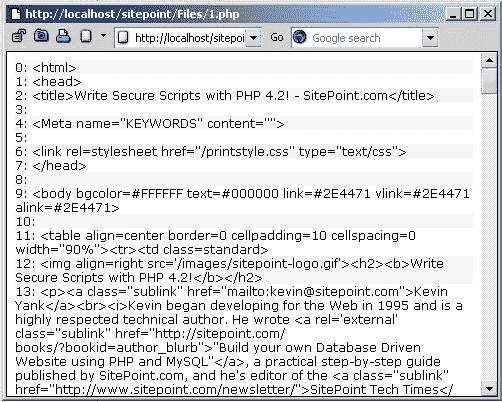 http://localhost/sitepoint/Files/1.php
http://localhost/sitepoi Go Google search
0: <html>
1: <head>
2: <title>Write Secure Scripts with PHP 4.2! - SitePoint.com</title>
3:
4: <Meta name="KEYWORDS" content="">
5:
6: <link rel=stylesheet href="/printstyle.css" type="text/css">
7: </head>
8:
9: <body bgcolor=#FFFFFF text=#000000 link=#2E4471 vlink=#2E4471
alink=#2E4471>
10:
11: <table align=center border=0 cellpadding=10 cellspacing=0
width="90%"><tr><td class=standard>
12: <img align=right src='/images/sitepoint-logo.gif'><h2><b>Write
Secure Scripts with PHP 4.2!</b></h2>
13: <p><a class="sublink" href="mailto:kevin@sitepoint.com">Kevin
Yank</a><br><i>Kevin began developing for the Web in 1995 and is a
highly respected technical author. He wrote <a rel='external'
class="sublink" href="http://sitepoint.com/
books/?bookid=author_blurb">"Build your own Database Driven
Website using PHP and MySQL"</a>, a practical step-by-step guide
published by SitePoint.com, and he's editor of the <a class="sublink"
href="http://www.sitepoint.com/newsletter/">SitePoint Tech Times</